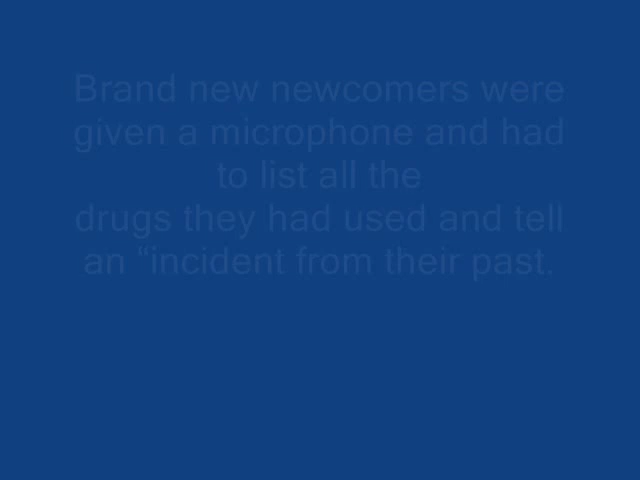 Brand new newcomers were
given a microphone and had
to list all the
drugs they had used and tell
an “incident from their past.